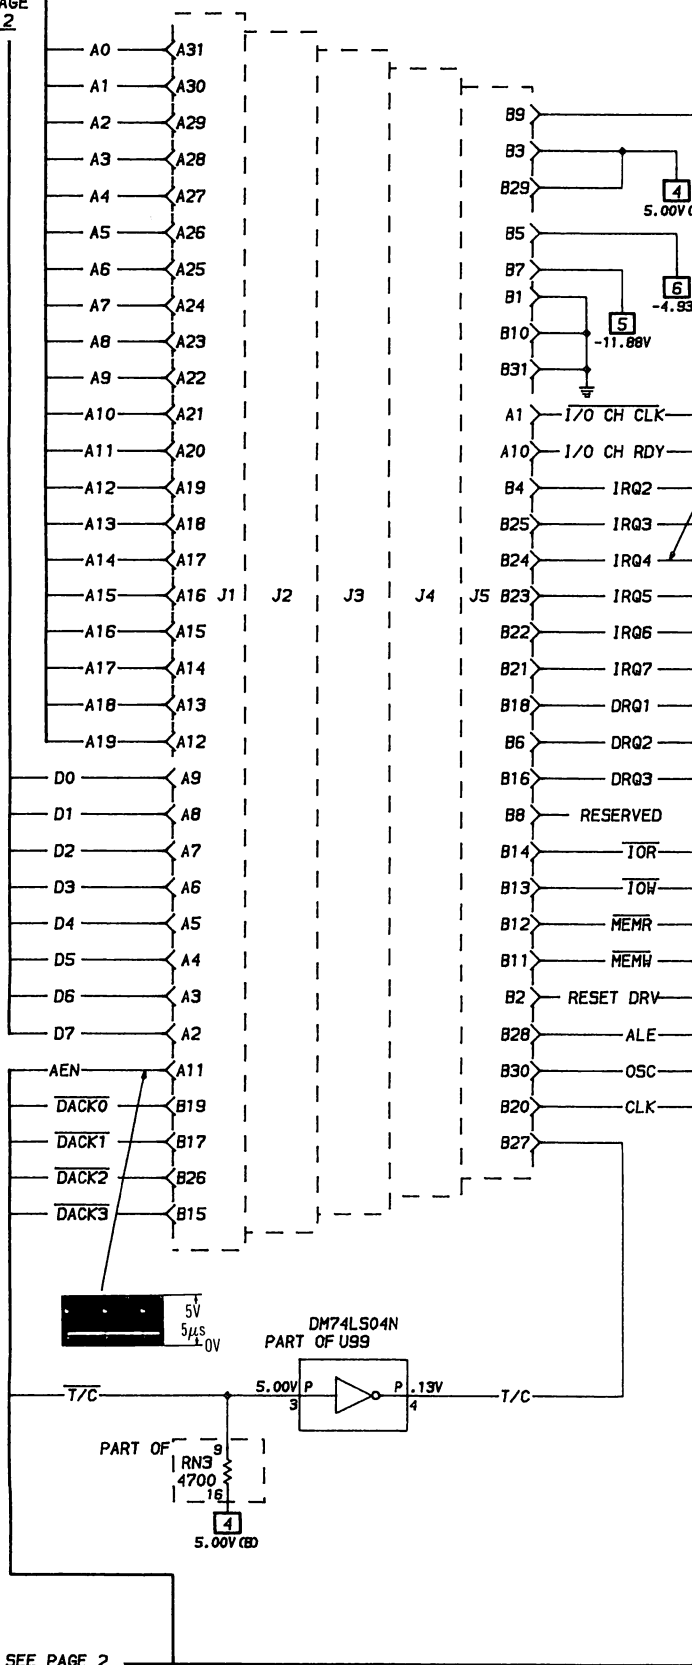 AGE
2
A0 A31
A1 A30
A2 A29
A3 A28
A4 A27
A5 A26
A6 A25
A7 A24
A8 A23
A9 A22
A10 A21
A11 A20
A12 A19
A13 A18
A14 A17
A15 A16
A16 A15
A17 A14
A18 A13
A19 A12
D0 A9
D1 A8
D2 A7
D3 A6
D4 A5
D5 A4
D6 A3
D7 A2
AEN A11
DACK0 B19
DACK1 B17
DACK2 B26
DACK3 B15
J1 J2 J3 J4 J5
B9
B3
B29
4
5.00V(
B5
6
-4.93
B7
5
-11.88V
B1
B10
B31
A1 I/O CH CLK
A10 I/O CH RDY
B4 IRQ2
B25 IRQ3
B24 IRQ4
B23 IRQ5
B22 IRQ6
B21 IRQ7
B18 DRQ1
B6 DRQ2
B16 DRQ3
B8 RESERVED
B14 IOR
B13 IOW
B12 MEMR
B11 MEMW
B2 RESET DRV
B28 ALE
B30 OSC
B20 CLK
B27
5V
5µs
0V
DM74LS04N
PART OF U99
T/C 5.00V P P .13V T/C
3 4
PART OF
9
RN3
4700
16
4
5.00V(B)
SEE PAGE 2